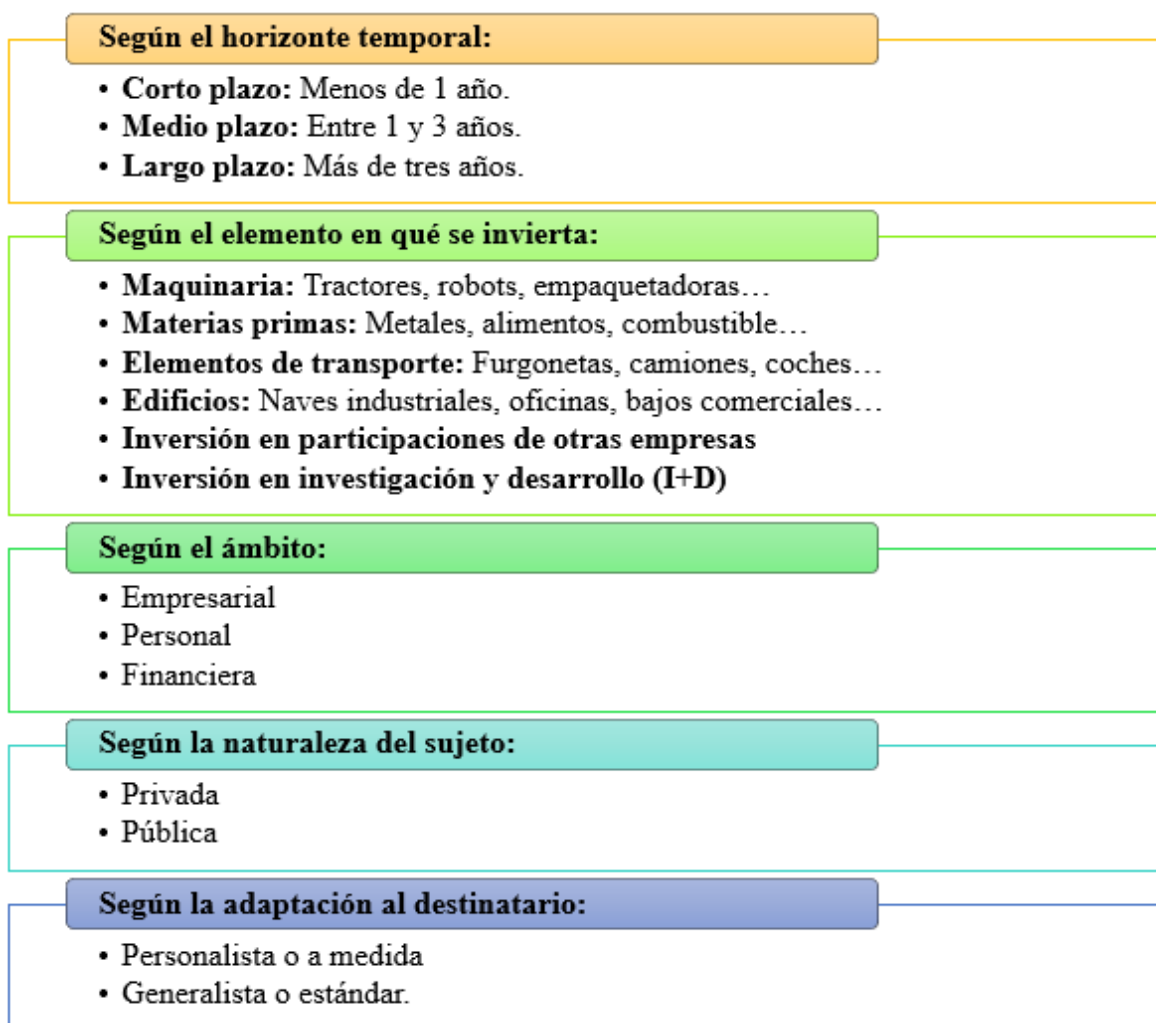 Según el horizonte temporal:
• Corto plazo: Menos de 1 año.
• Medio plazo: Entre 1 y 3 años.
• Largo plazo: Más de tres años.
Según el elemento en qué se invierta:
• Maquinaria: Tractores, robots, empaquetadoras…
• Materias primas: Metales, alimentos, combustible…
• Elementos de transporte: Furgonetas, camiones, coches…
• Edificios: Naves industriales, oficinas, bajos comerciales…
• Inversión en participaciones de otras empresas
• Inversión en investigación y desarrollo (I+D)
Según el ámbito:
• Empresarial
• Personal
• Financiera
Según la naturaleza del sujeto:
• Privada
• Pública
Según la adaptación al destinatario:
• Personalista o a medida
• Generalista o estándar.